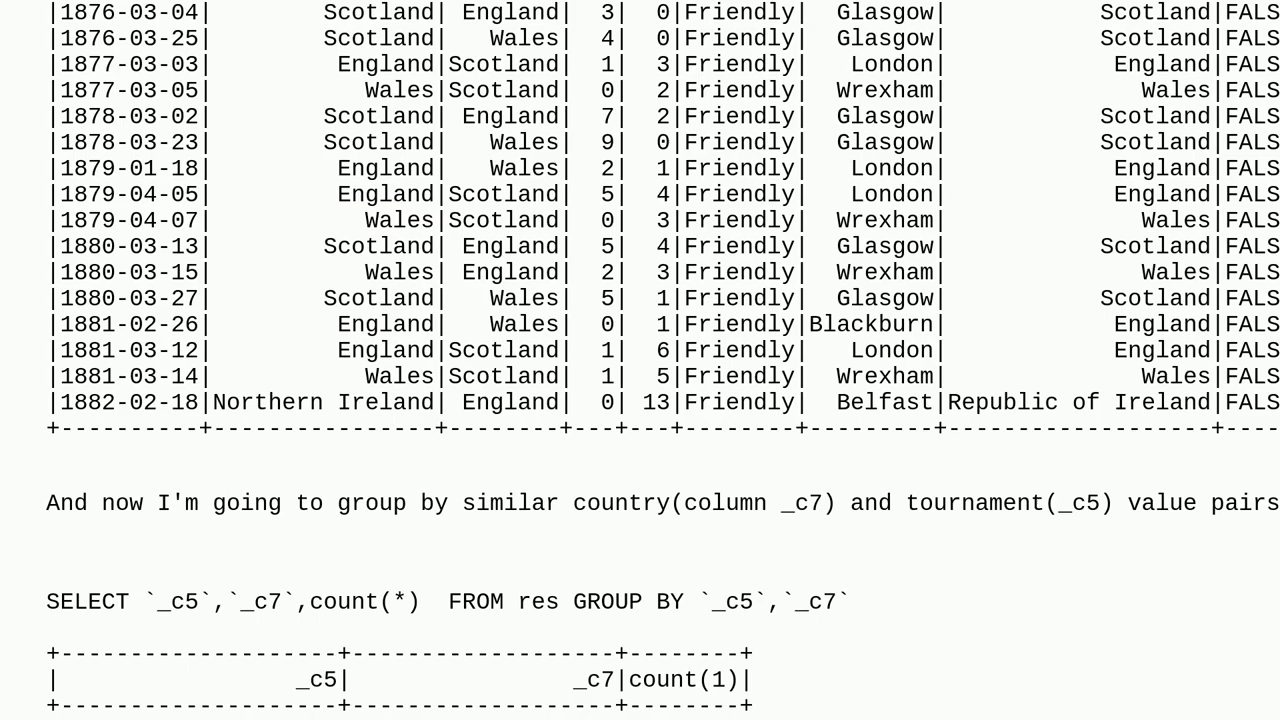 |1876-03-04|        Scotland| England|  3|  0|Friendly|  Glasgow|           Scotland|FALS
|1876-03-25|        Scotland|   Wales|  4|  0|Friendly|  Glasgow|           Scotland|FALS
|1877-03-03|         England|Scotland|  1|  3|Friendly|   London|            England|FALS
|1877-03-05|           Wales|Scotland|  0|  2|Friendly|  Wrexham|              Wales|FALS
|1878-03-02|        Scotland| England|  7|  2|Friendly|  Glasgow|           Scotland|FALS
|1878-03-23|        Scotland|   Wales|  9|  0|Friendly|  Glasgow|           Scotland|FALS
|1879-01-18|         England|   Wales|  2|  1|Friendly|   London|            England|FALS
|1879-04-05|         England|Scotland|  5|  4|Friendly|   London|            England|FALS
|1879-04-07|           Wales|Scotland|  0|  3|Friendly|  Wrexham|              Wales|FALS
|1880-03-13|        Scotland| England|  5|  4|Friendly|  Glasgow|           Scotland|FALS
|1880-03-15|           Wales| England|  2|  3|Friendly|  Wrexham|              Wales|FALS
|1880-03-27|        Scotland|   Wales|  5|  1|Friendly|  Glasgow|           Scotland|FALS
|1881-02-26|         England|   Wales|  0|  1|Friendly|Blackburn|            England|FALS
|1881-03-12|         England|Scotland|  1|  6|Friendly|   London|            England|FALS
|1881-03-14|           Wales|Scotland|  1|  5|Friendly|  Wrexham|              Wales|FALS
|1882-02-18|Northern Ireland| England|  0| 13|Friendly|  Belfast|Republic of Ireland|FALS
+----------+----------------+--------+---+---+--------+---------+-------------------+----
And now I'm going to group by similar country(column _c7) and tournament(_c5) value pairs
SELECT `_c5`,`_c7`,count(*)  FROM res GROUP BY `_c5`,`_c7`
+--------------------+-------------------+--------+
|                 _c5|                _c7|count(1)|
+--------------------+-------------------+--------+